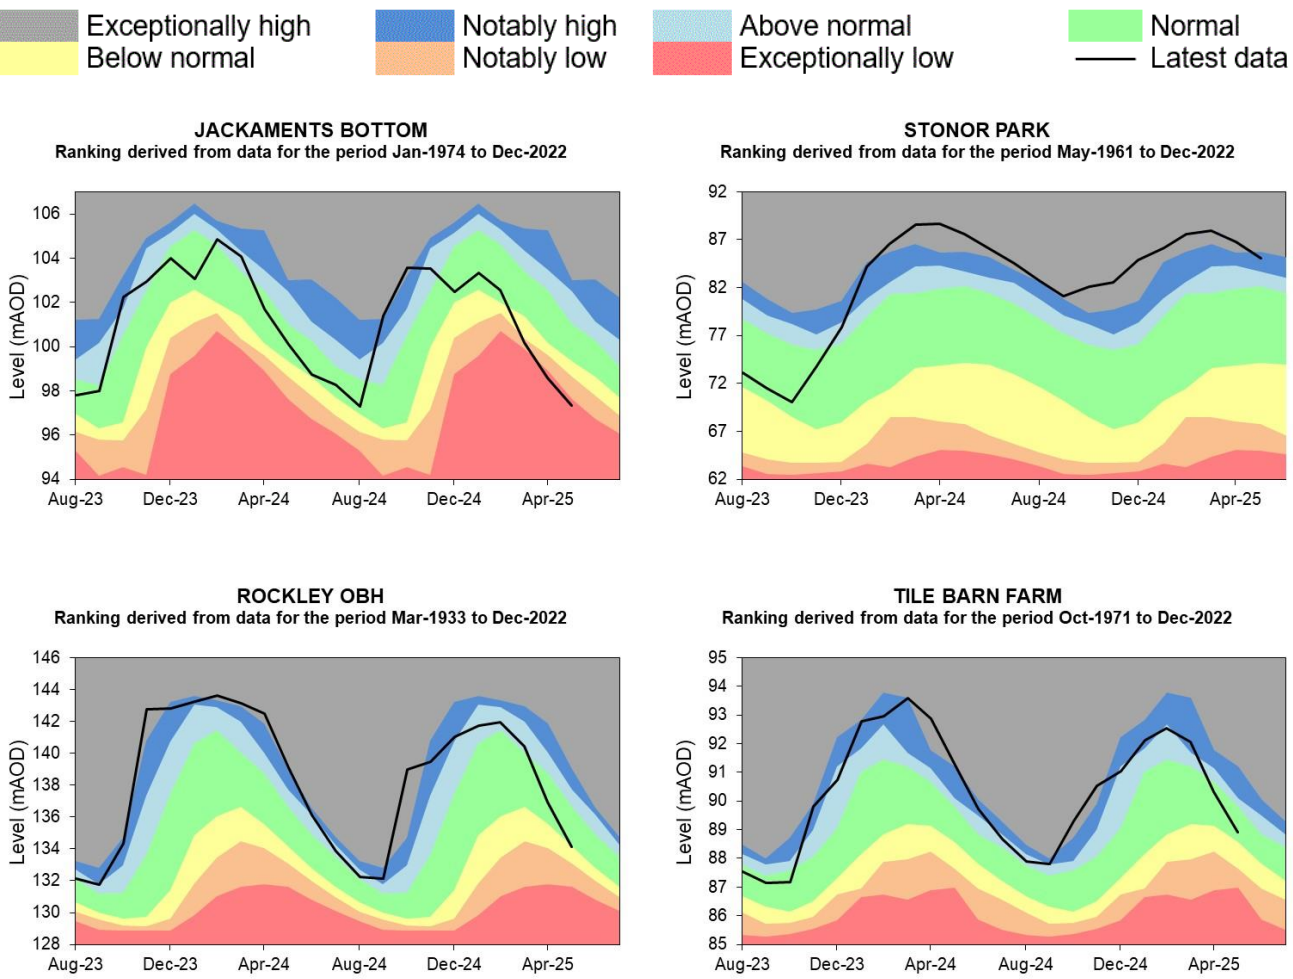 Exceptionally high Notably high Above normal Normal
Below normal Notably low Exceptionally low Latest data
JACKAMENTS BOTTOM
Ranking derived from data for the period Jan-1974 to Dec-2022
Level (mAOD)
106
104
102
100
98
96
94
Aug-23 Dec-23 Apr-24 Aug-24 Dec-24 Apr-25
STONOR PARK
Ranking derived from data for the period May-1961 to Dec-2022
Level (mAOD)
92
87
82
77
72
67
62
Aug-23 Dec-23 Apr-24 Aug-24 Dec-24 Apr-25
ROCKLEY OBH
Ranking derived from data for the period Mar-1933 to Dec-2022
Level (mAOD)
146
144
142
140
138
136
134
132
130
128
Aug-23 Dec-23 Apr-24 Aug-24 Dec-24 Apr-25
TILE BARN FARM
Ranking derived from data for the period Oct-1971 to Dec-2022
Level (mAOD)
95
94
93
92
91
90
89
88
87
86
85
Aug-23 Dec-23 Apr-24 Aug-24 Dec-24 Apr-25